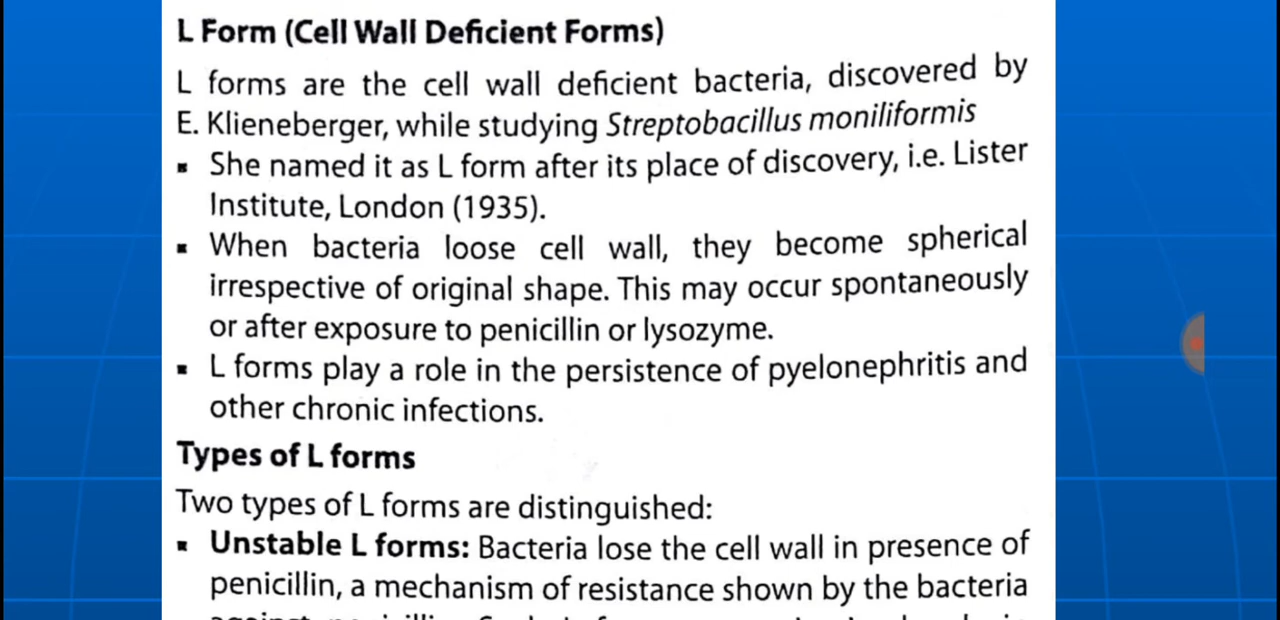 L Form (Cell Wall Deficient Forms)
L forms are the cell wall deficient bacteria, discovered by
E. Klieneberger, while studying Streptobacillus moniliformis
▪ She named it as L form after its place of discovery, i.e. Lister
Institute, London (1935).
▪ When bacteria loose cell wall, they become spherical
irrespective of original shape. This may occur spontaneously
or after exposure to penicillin or lysozyme.
▪ L forms play a role in the persistence of pyelonephritis and
other chronic infections.
Types of L forms
Two types of L forms are distinguished:
▪ Unstable L forms: Bacteria lose the cell wall in presence of
penicillin, a mechanism of resistance shown by the bacteria